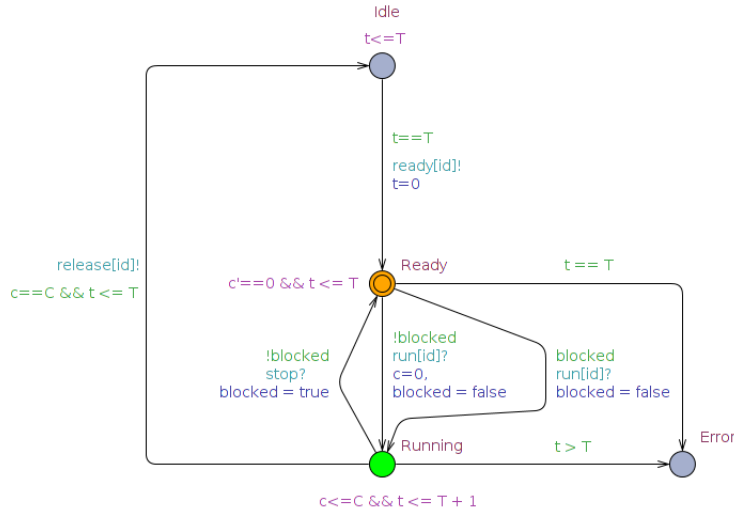 Idle
t<=T
t==T
ready[id]!
t=0
release[id]!
c==C && t <= T
Ready
c'==0 && t <= T
t == T
!blocked
stop?
blocked = true
!blocked
run[id]?
c=0,
blocked = false
blocked
run[id]?
blocked = false
Running
t > T
Error
c<=C && t <= T + 1